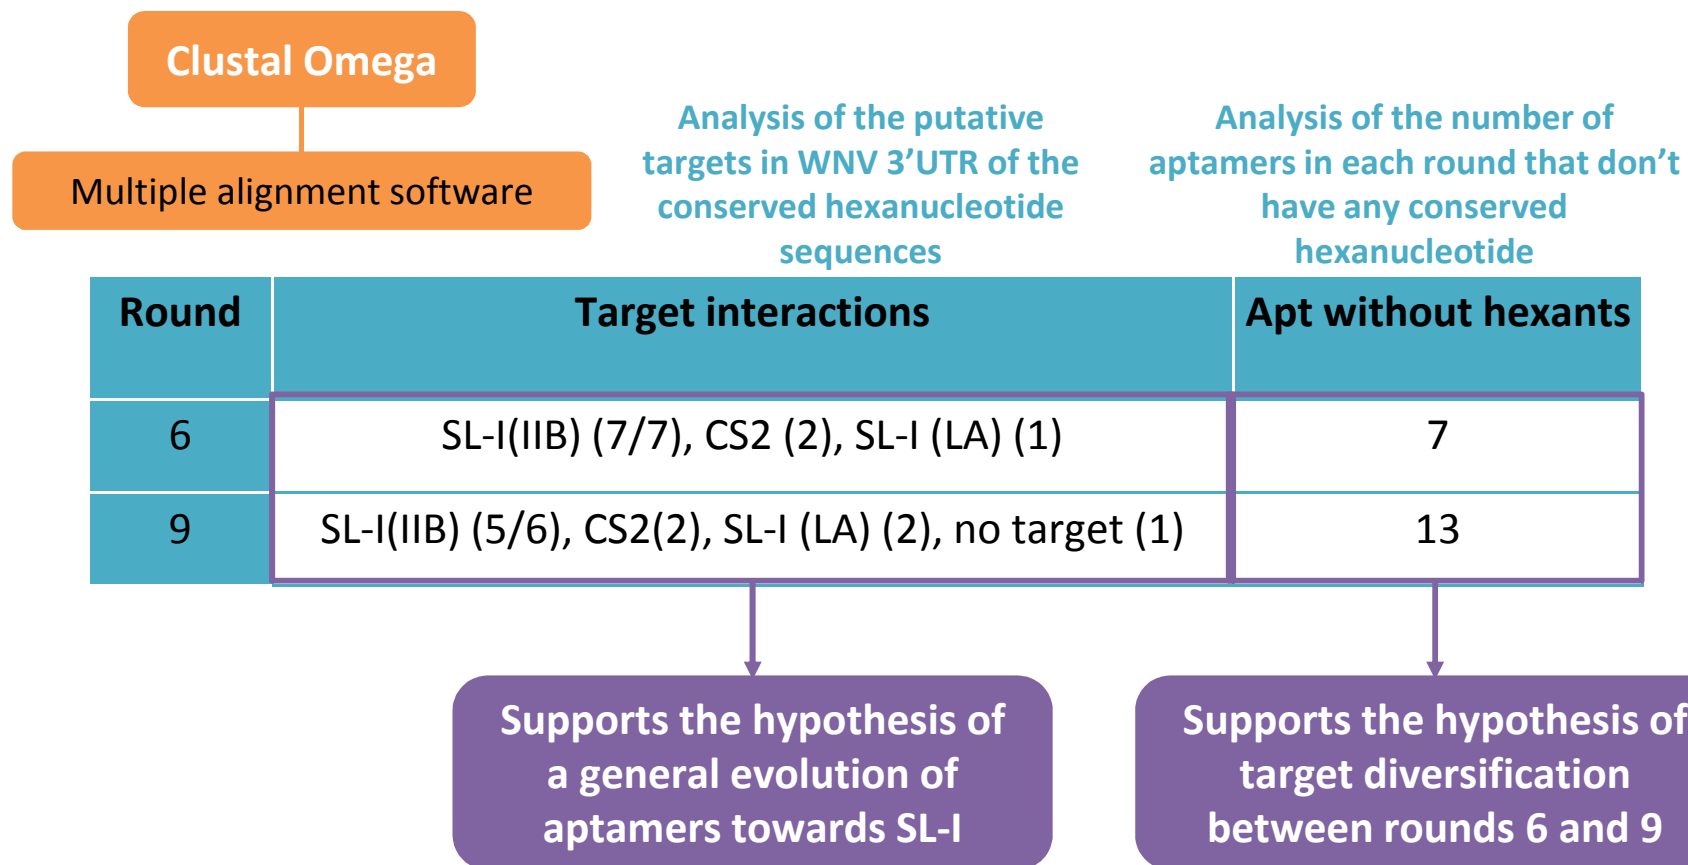 Clustal Omega
Multiple alignment software
Analysis of the putative
targets in WNV 3’UTR of the
conserved hexanucleotide
sequences
Analysis of the number of
aptamers in each round that don’t
have any conserved
hexanucleotide
Round Target interactions Apt without hexants
6 SL-I(IIB) (7/7), CS2 (2), SL-I (LA) (1) 7
9 SL-I(IIB) (5/6), CS2(2), SL-I (LA) (2), no target (1) 13
Supports the hypothesis of
a general evolution of
aptamers towards SL-I
Supports the hypothesis of
target diversification
between rounds 6 and 9